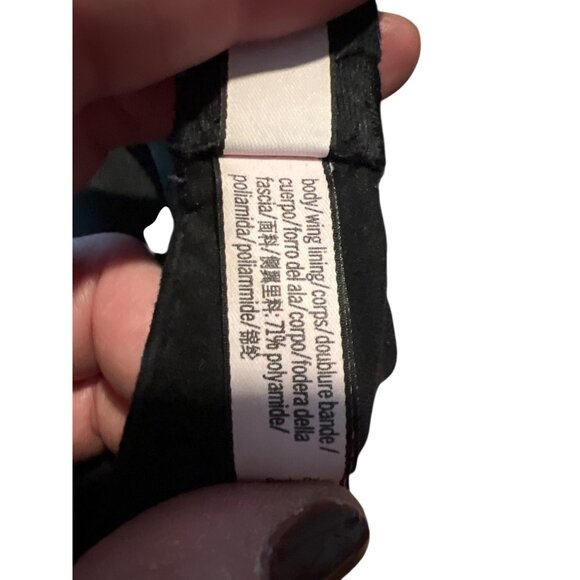 body/wing lining/corps/doublure bande/
cuerpo/forro del ala/corpo/fodera della
fascia/面料/侧翼里料: 71% polyamide/
poliamida/poliammide/锦纶